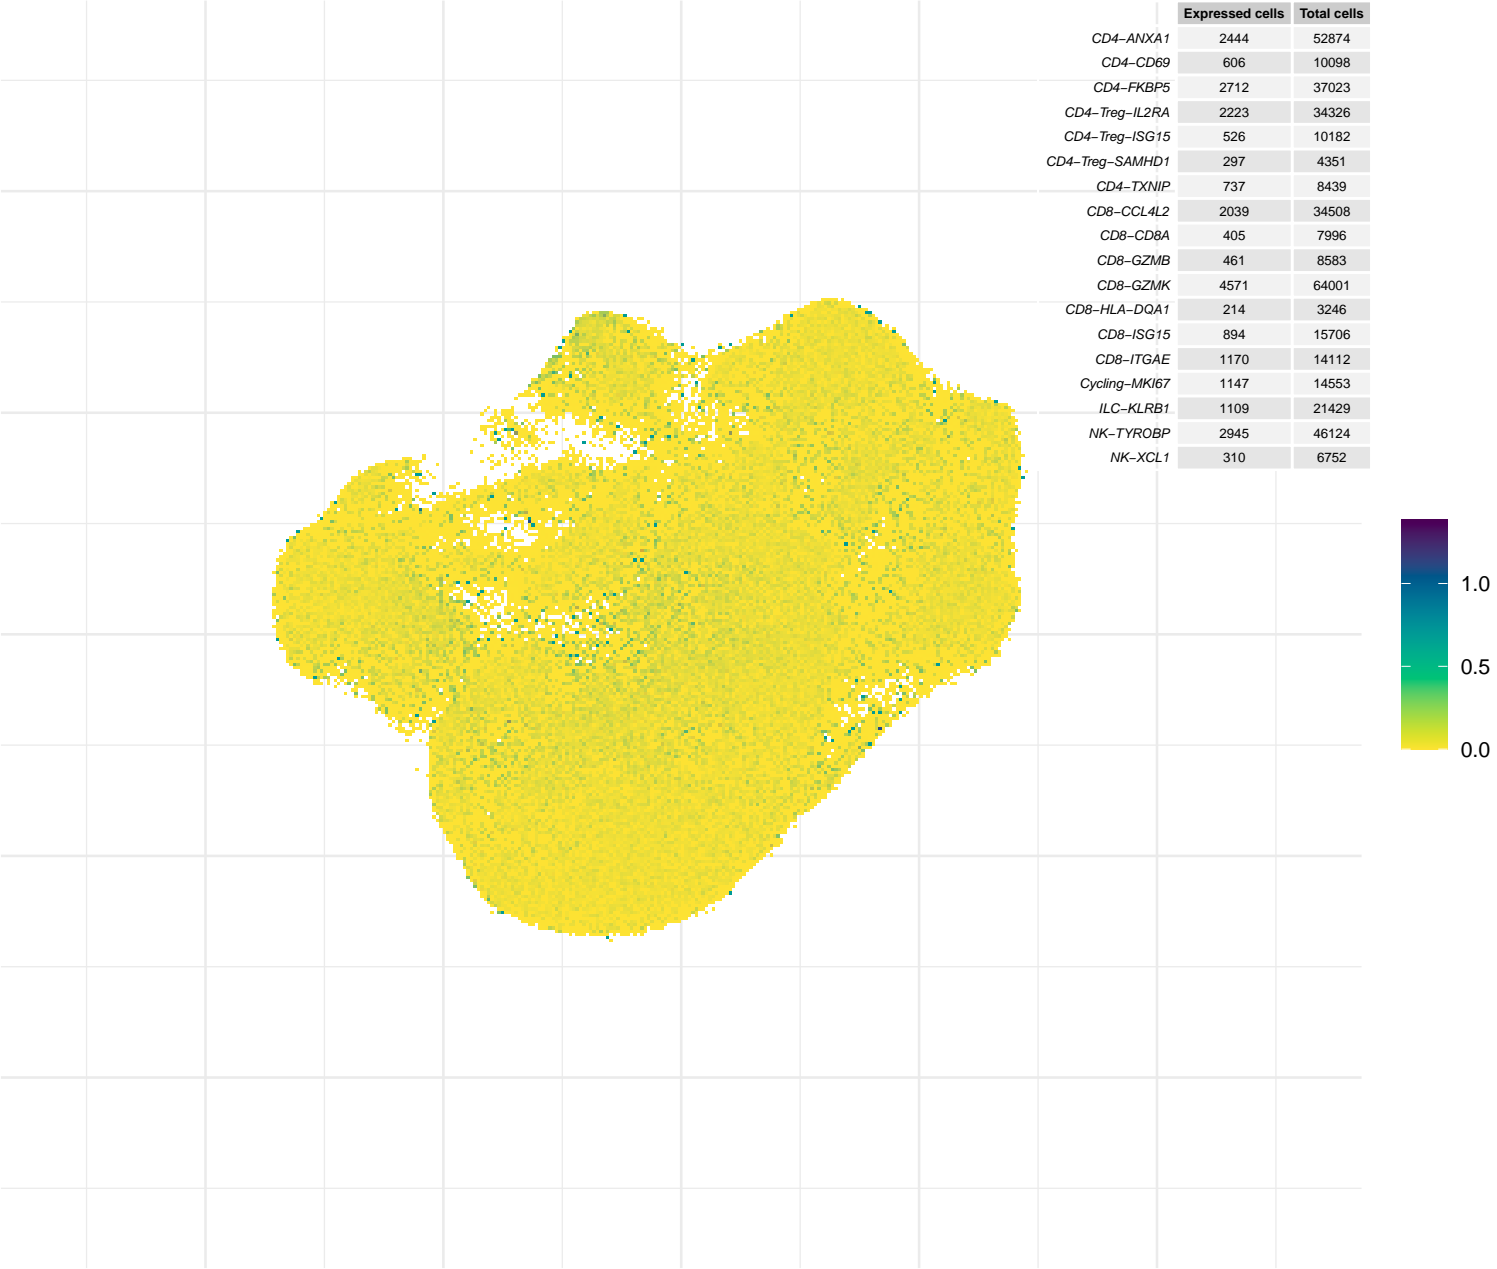 Expressed cells Total cells
CD4−ANXA1 2444 52874
CD4−CD69 606 10098
CD4−FKBP5 2712 37023
CD4−Treg−IL2RA 2223 34326
CD4−Treg−ISG15 526 10182
CD4−Treg−SAMHD1 297 4351
CD4−TXNIP 737 8439
CD8−CCL4L2 2039 34508
CD8−CD8A 405 7996
CD8−GZMB 461 8583
CD8−GZMK 4571 64001
CD8−HLA−DQA1 214 3246
CD8−ISG15 894 15706
CD8−ITGAE 1170 14112
Cycling−MKI67 1147 14553
ILC−KLRB1 1109 21429
NK−TYROBP 2945 46124
NK−XCL1 310 6752
1.0
0.5
0.0